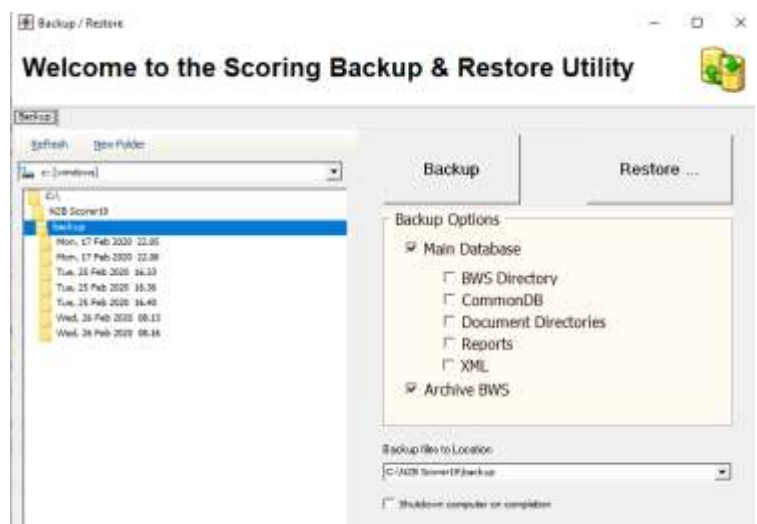 Backup / Restore
Welcome to the Scoring Backup & Restore Utility
Backup
Refresh New Folder
c: [windows]
Backup
Restore ...
C:\
NZB Scorer19
backup
Mon, 17 Feb 2020 22.05
Mon, 17 Feb 2020 22.08
Tue, 25 Feb 2020 16.33
Tue, 25 Feb 2020 16.36
Tue, 25 Feb 2020 16.40
Wed, 26 Feb 2020 08.13
Wed, 26 Feb 2020 08.16
Backup Options
Main Database
BWS Directory
CommonDB
Document Directories
Reports
XML
Archive BWS
Backup files to Location
C:\NZB Scorer19\backup
Shutdown computer on completion